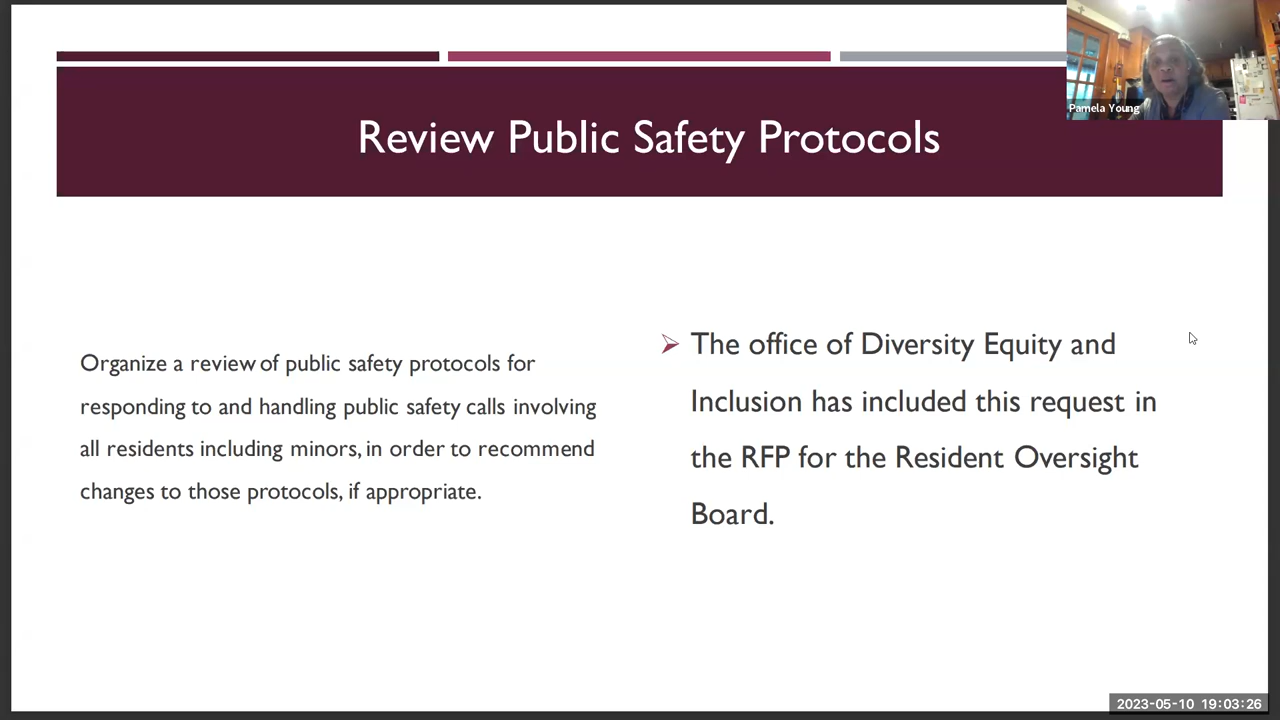 Pamela Young
Review Public Safety Protocols
Organize a review of public safety protocols for
responding to and handling public safety calls involving
all residents including minors, in order to recommend
changes to those protocols, if appropriate.
The office of Diversity Equity and
Inclusion has included this request in
the RFP for the Resident Oversight
Board.
2023-05-10 19:03:26